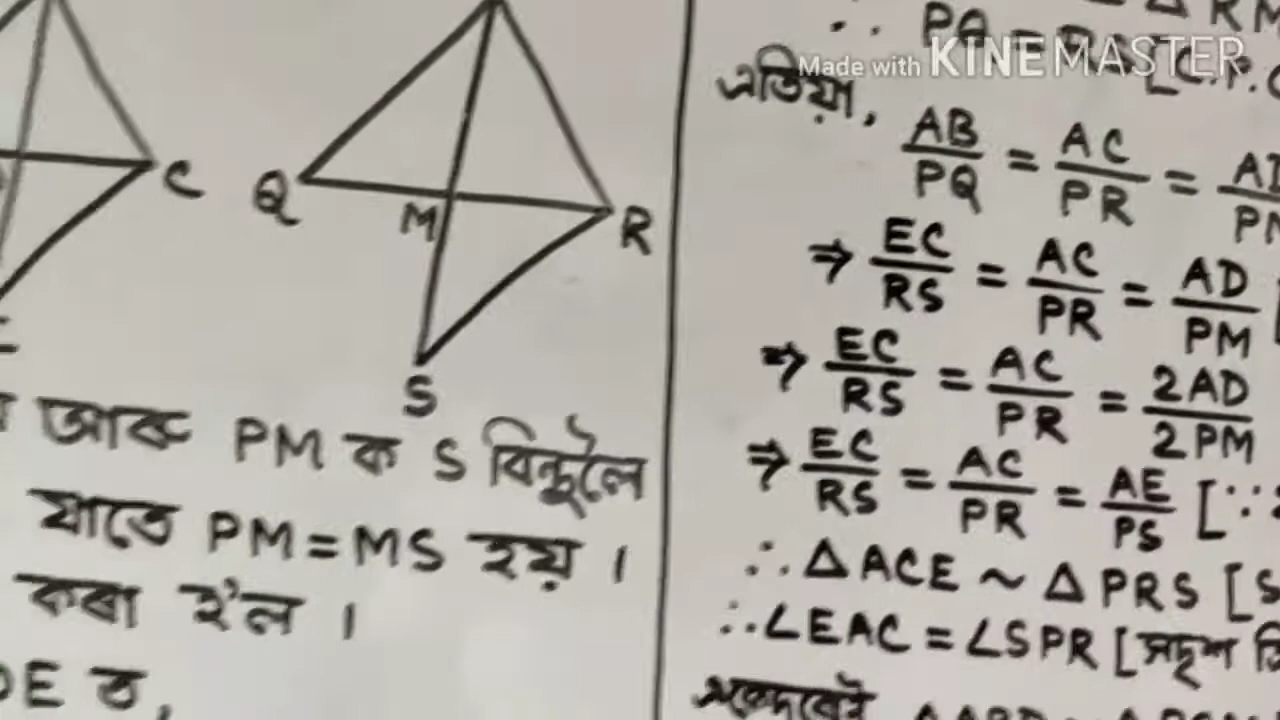 C
Q
M
R
S
আৰু PM ক S বিন্দুলৈ
যাতে PM = MS হয় ।
কৰা হ'ল ।
DE ত,
Made with KINEMASTER
এতিয়া,
AB/PQ = AC/PR =
⇒ EC/RS = AC/PR = AD/PM [
⇒ EC/RS = AC/PR = 2AD/2PM
⇒ EC/RS = AC/PR = AE/PS [∵
∴ Δ ACE ~ Δ PRS [S
∴ ∠EAC = ∠SPR [সদৃশ